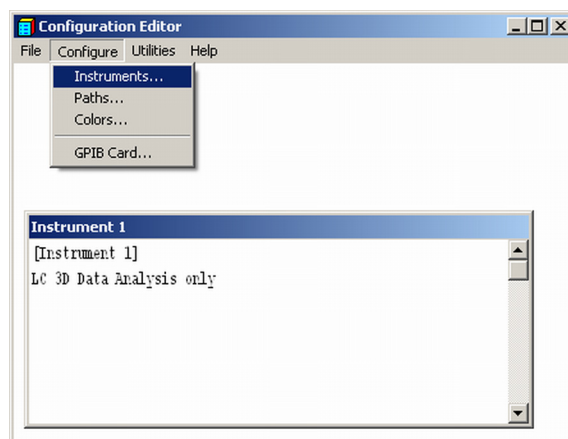 Configuration Editor
File Configure Utilities Help
Instruments...
Paths...
Colors...
GPIB Card...
Instrument 1
[Instrument 1]
LC 3D Data Analysis only